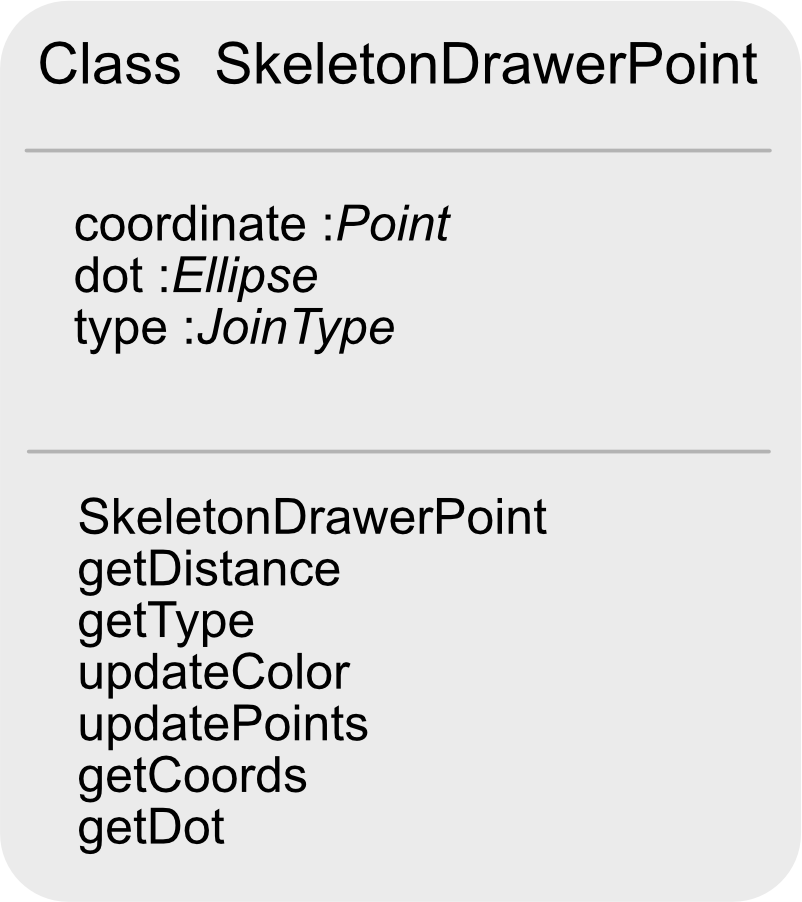 Class SkeletonDrawerPoint
coordinate :Point
dot :Ellipse
type :JoinType
SkeletonDrawerPoint
getDistance
getType
updateColor
updatePoints
getCoords
getDot